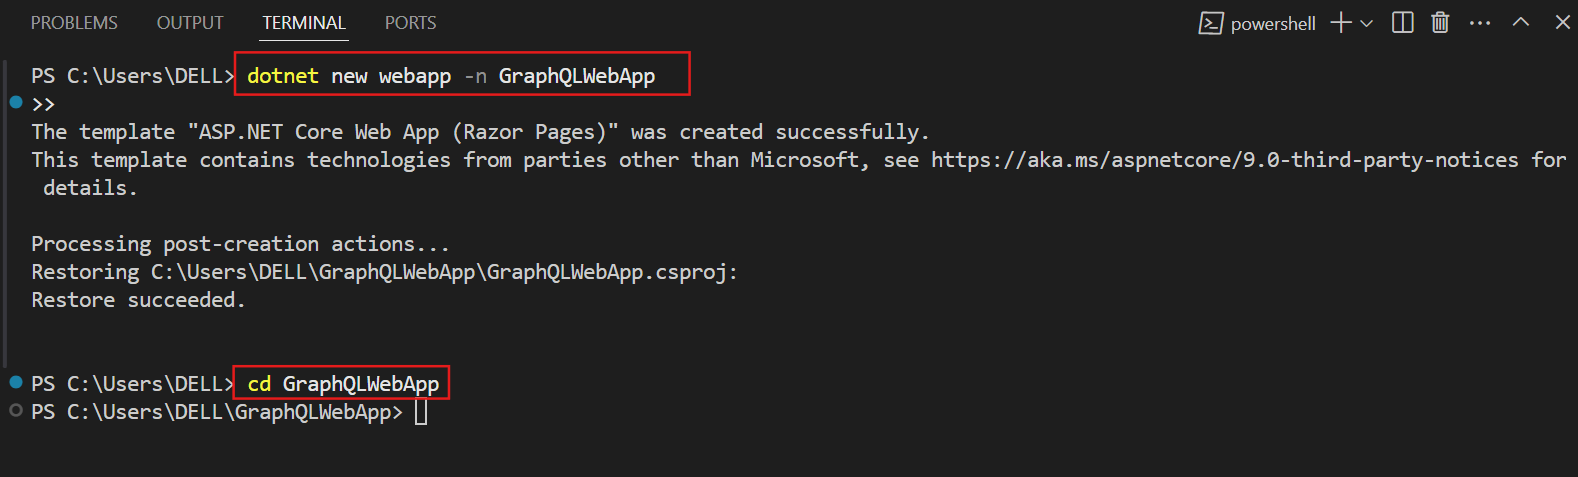 PROBLEMS OUTPUT TERMINAL PORTS powershell
PS C:\Users\DELL> dotnet new webapp -n GraphQLWebApp
>>
The template "ASP.NET Core Web App (Razor Pages)" was created successfully.
This template contains technologies from parties other than Microsoft, see https://aka.ms/aspnetcore/9.0-third-party-notices for
 details.
Processing post-creation actions...
Restoring C:\Users\DELL\GraphQLWebApp\GraphQLWebApp.csproj:
Restore succeeded.
PS C:\Users\DELL> cd GraphQLWebApp
PS C:\Users\DELL\GraphQLWebApp>